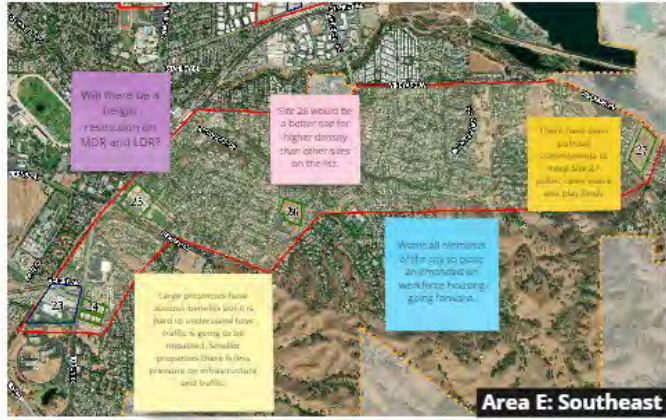 Will there be a
height
restriction on
MDR and LDR?
Site 26 would be
a better site for
higher density
than other sites
on the list.
There have been
political
commitments to
keep Site 27
public open space
and play fields
25
26
27
23
24
Large properties have
obvious benefits but it is
hard to understand how
traffic is going to be
impacted. Smaller
properties there is less
pressure on infrastructure
and traffic.
Wants all elements
of the city to place
an emphasis on
workforce housing
going forward.
Area E: Southeast